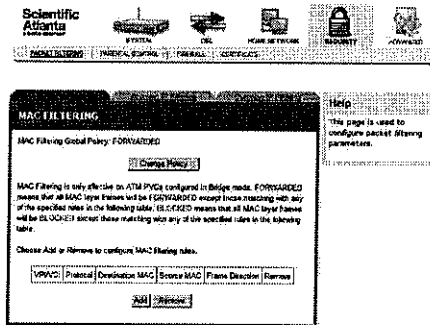 Scientific
Atlanta
SYSTEM
DSL
HOME NETWORK
SECURITY
FORWARD
PACKET FILTERING
PARENTAL CONTROL
FIREWALL
CERTIFICATE
MAC FILTERING
Help
This page is used to
configure packet filtering
parameters.
MAC Filtering Global Policy: FORWARDED
Change Policy
MAC Filtering is only effective on ATM PVCs configured in Bridge mode. FORWARDED
means that all MAC layer frames will be FORWARDED except those matching with any
of the specified rules in the following table. BLOCKED means that all MAC layer frames
will be BLOCKED except those matching with any of the specified rules in the following
table.
Choose Add or Remove to configure MAC filtering rules.
VPI/VCI Protocol Destination MAC Source MAC Frame Direction Remove
Add Remove